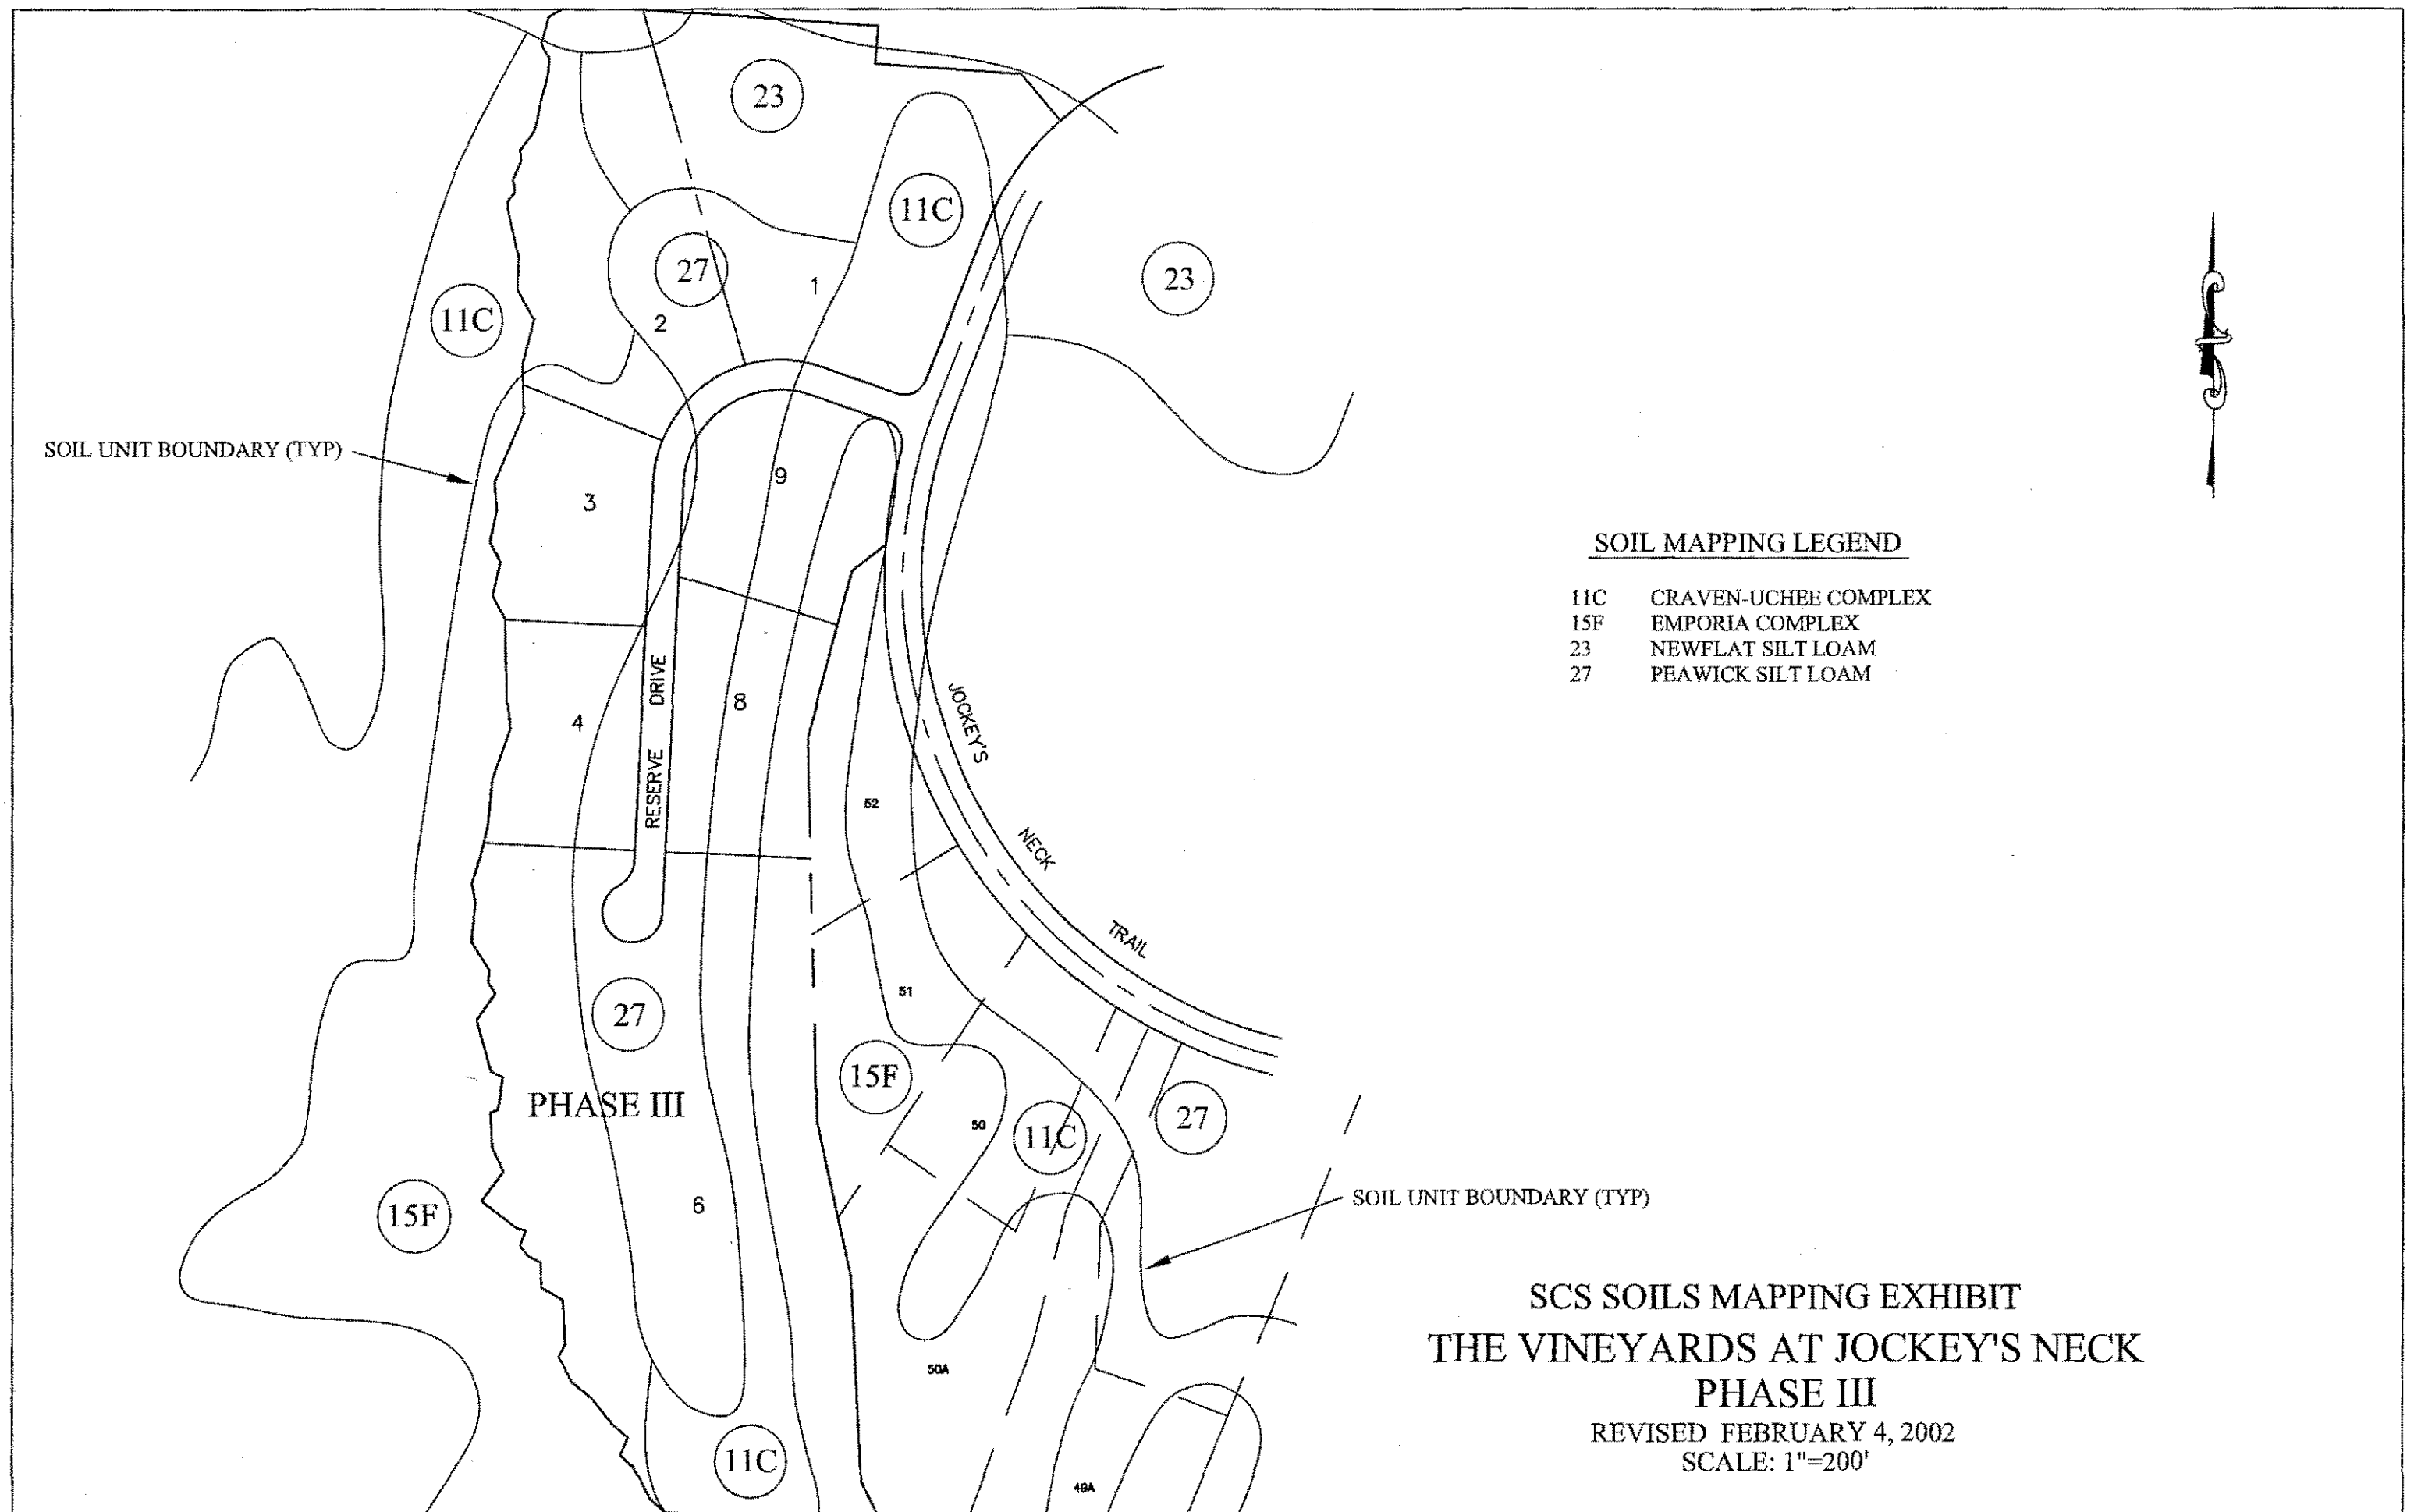 23
11C
27
1
23
2
11C
SOIL UNIT BOUNDARY (TYP)
9
3
SOIL MAPPING LEGEND
11C CRAVEN-UCHEE COMPLEX
15F EMPORIA COMPLEX
23 NEWFLAT SILT LOAM
27 PEAWICK SILT LOAM
RESERVE DRIVE
8
4
JOCKEY'S
NECK
TRAIL
52
51
27
15F
PHASE III
50
11C
27
6
15F
SOIL UNIT BOUNDARY (TYP)
50A
11C
49A
SCS SOILS MAPPING EXHIBIT
THE VINEYARDS AT JOCKEY'S NECK
PHASE III
REVISED FEBRUARY 4, 2002
SCALE: 1"=200'